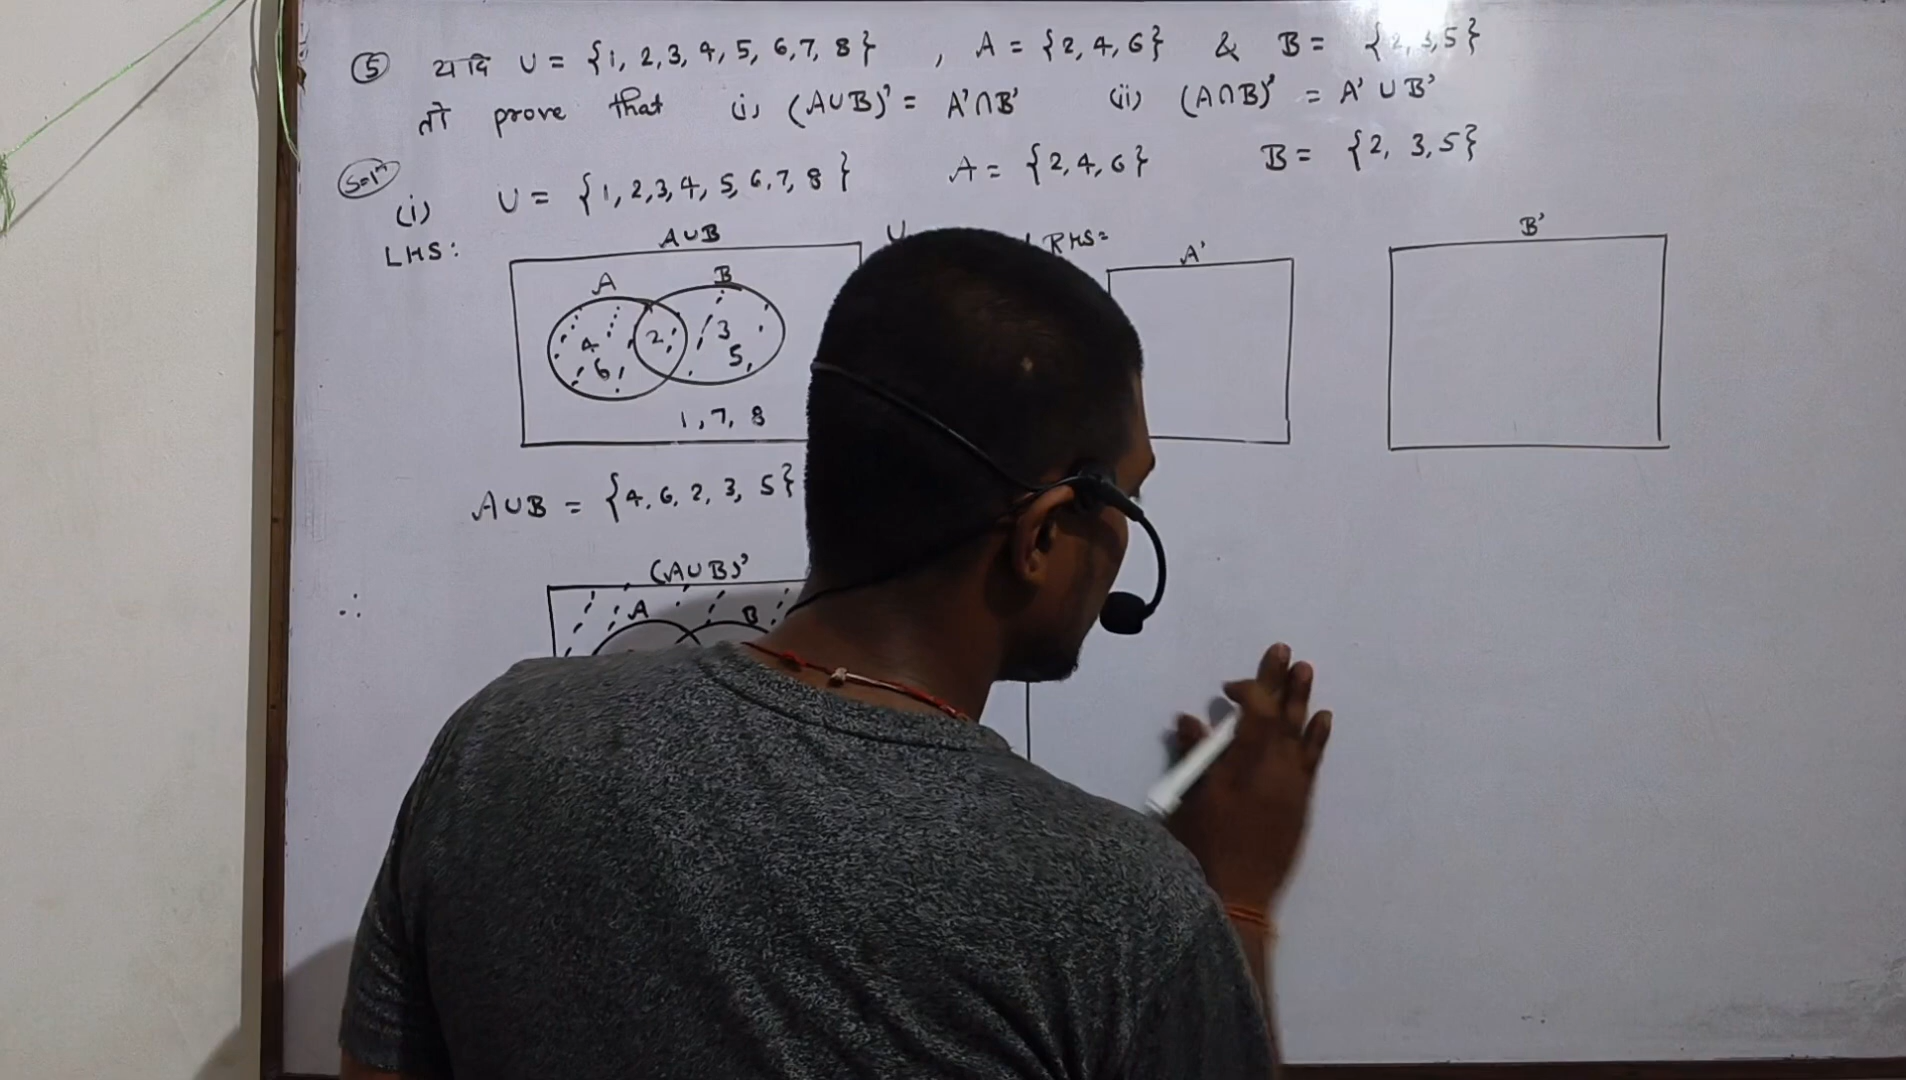 ⑤ यदि U = {1, 2, 3, 4, 5, 6, 7, 8} , A = {2, 4, 6} & B = {2, 3, 5}
तो prove that (i) (A∪B)' = A'∩B' (ii) (A∩B)' = A' ∪ B'
Solⁿ
(i) U = {1, 2, 3, 4, 5, 6, 7, 8} A = {2, 4, 6} B = {2, 3, 5}
LHS: A∪B U
A B
4 2 3
6 5
1, 7, 8
A∪B = {4, 6, 2, 3, 5}
∴ (A∪B)'
A B
RHS=
A' B'